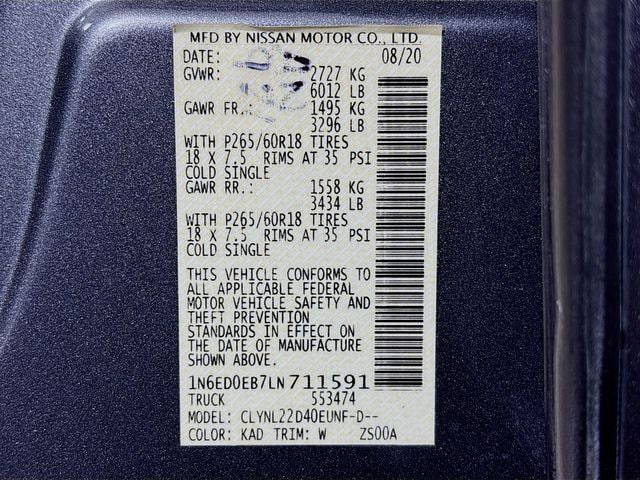 MFD BY NISSAN MOTOR CO., LTD.
DATE: 08/20
GVWR: 2727 KG
6012 LB
GAWR FR.: 1495 KG
3296 LB
WITH P265/60R18 TIRES
18 X 7.5 RIMS AT 35 PSI
COLD SINGLE
GAWR RR.: 1558 KG
3434 LB
WITH P265/60R18 TIRES
18 X 7.5 RIMS AT 35 PSI
COLD SINGLE
THIS VEHICLE CONFORMS TO
ALL APPLICABLE FEDERAL
MOTOR VEHICLE SAFETY AND
THEFT PREVENTION
STANDARDS IN EFFECT ON
THE DATE OF MANUFACTURE
SHOWN ABOVE.
1N6ED0EB7LN711591
TRUCK 553474
MODEL: CLYNL22D40EUNF-D--
COLOR: KAD TRIM: W ZS00A